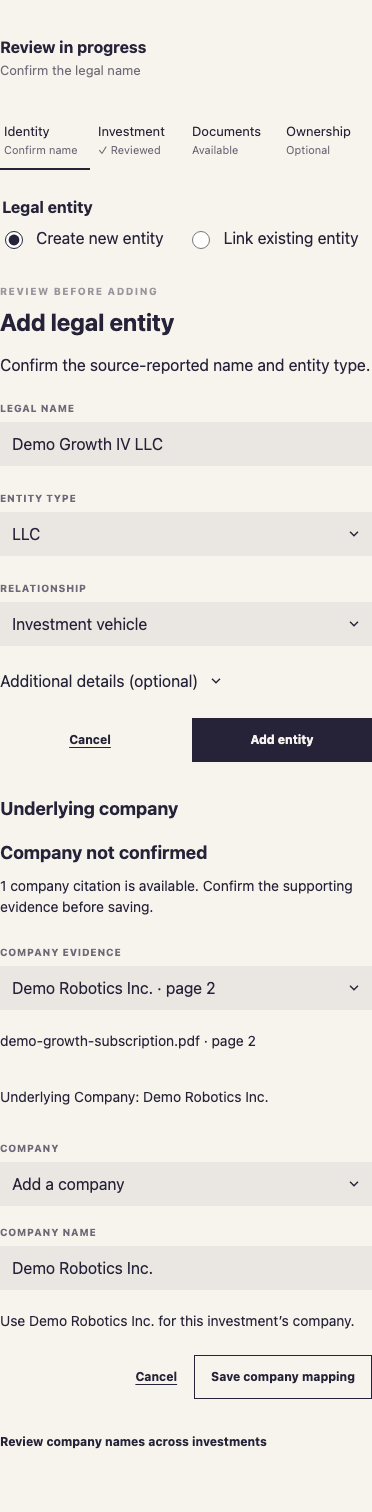 Review in progress
Confirm the legal name
Identity
Confirm name
Investment
✓ Reviewed
Documents
Available
Ownership
Optional
Legal entity
Create new entity
Link existing entity
REVIEW BEFORE ADDING
Add legal entity
Confirm the source-reported name and entity type.
LEGAL NAME
Demo Growth IV LLC
ENTITY TYPE
LLC
RELATIONSHIP
Investment vehicle
Additional details (optional)
Cancel
Add entity
Underlying company
Company not confirmed
1 company citation is available. Confirm the supporting
evidence before saving.
COMPANY EVIDENCE
Demo Robotics Inc. · page 2
demo-growth-subscription.pdf · page 2
Underlying Company: Demo Robotics Inc.
COMPANY
Add a company
COMPANY NAME
Demo Robotics Inc.
Use Demo Robotics Inc. for this investment’s company.
Cancel
Save company mapping
Review company names across investments